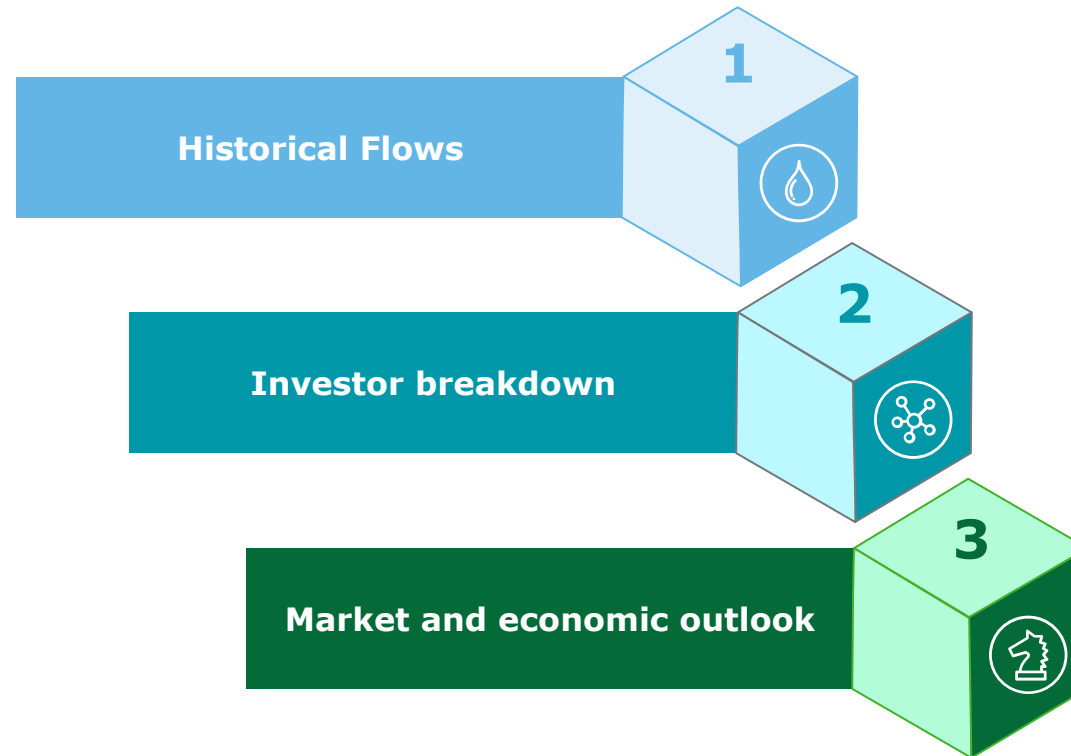 1
Historical Flows
2
Investor breakdown
3
Market and economic outlook